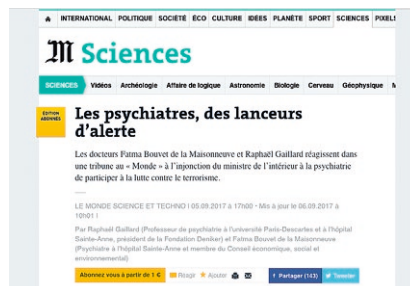 INTERNATIONAL POLITIQUE SOCIÉTÉ ÉCO CULTURE IDÉES PLANÈTE SPORT SCIENCES PIXELS
M Sciences
SCIENCES Vidéos Archéologie Affaire de logique Astronomie Biologie Cerveau Géophysique M
ÉDITION ABONNÉS
Les psychiatres, des lanceurs
d’alerte
Les docteurs Fatma Bouvet de la Maisonneuve et Raphaël Gaillard réagissent dans
une tribune au « Monde » à l’injonction du ministre de l’intérieur à la psychiatrie
de participer à la lutte contre le terrorisme.
LE MONDE SCIENCE ET TECHNO | 05.09.2017 à 17h00 • Mis à jour le 06.09.2017 à
10h01 |
Par Raphaël Gaillard (Professeur de psychiatrie à l’université Paris-Descartes et à l’hôpital
Sainte-Anne, président de la Fondation Deniker) et Fatma Bouvet de la Maisonneuve
(Psychiatre à l’hôpital Sainte-Anne et membre du Conseil économique, social et
environnemental)
Abonnez vous à partir de 1 € Réagir Ajouter Partager (143) Tweeter